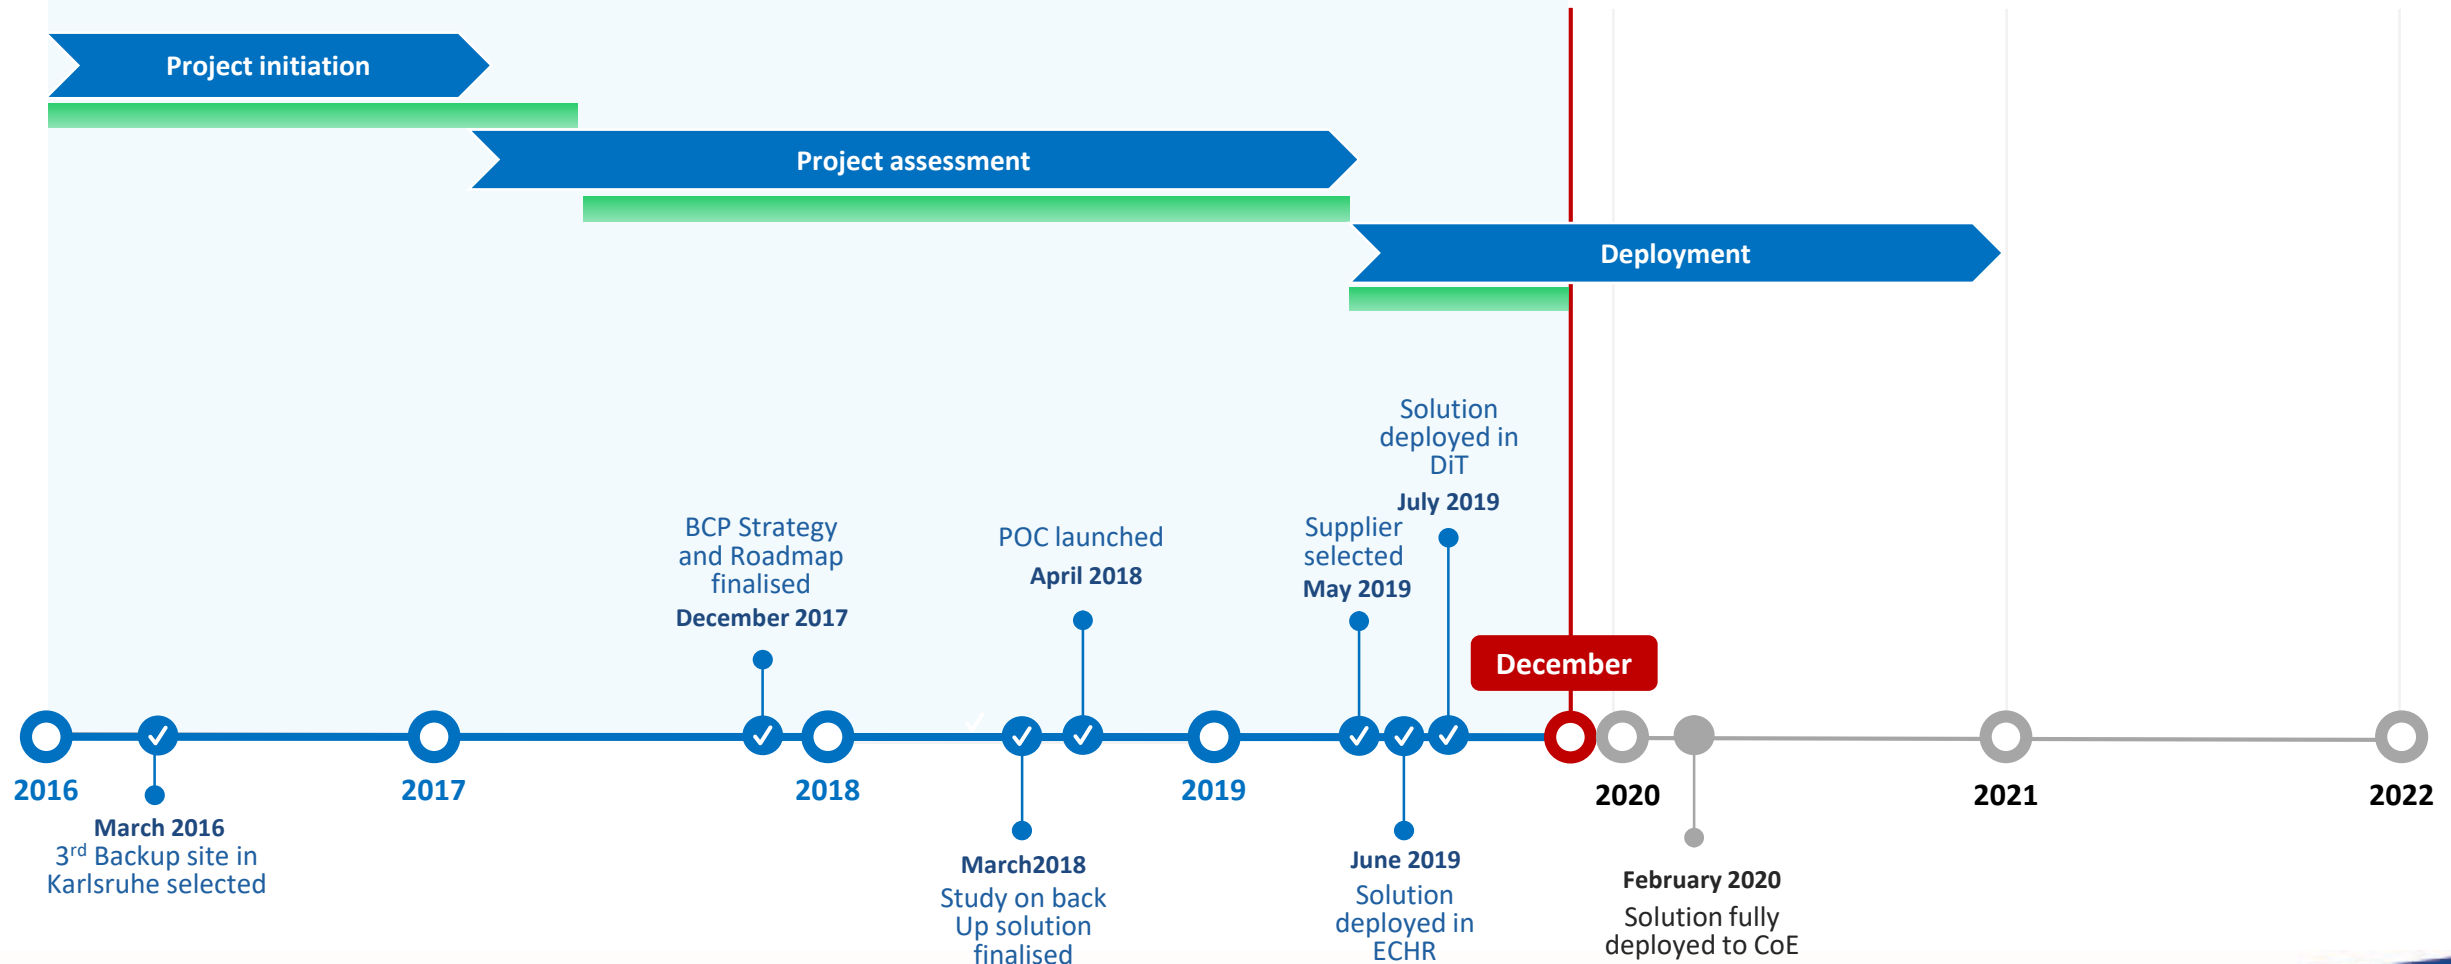 Project initiation
Project assessment
Deployment
Solution
deployed in
DiT
July 2019
BCP Strategy
and Roadmap
finalised
December 2017
POC launched
April 2018
Supplier
selected
May 2019
December
2016
2017
2018
2019
2020
2021
2022
March 2016
3rd Backup site in
Karlsruhe selected
March2018
Study on back
Up solution
finalised
June 2019
Solution
deployed in
ECHR
February 2020
Solution fully
deployed to CoE